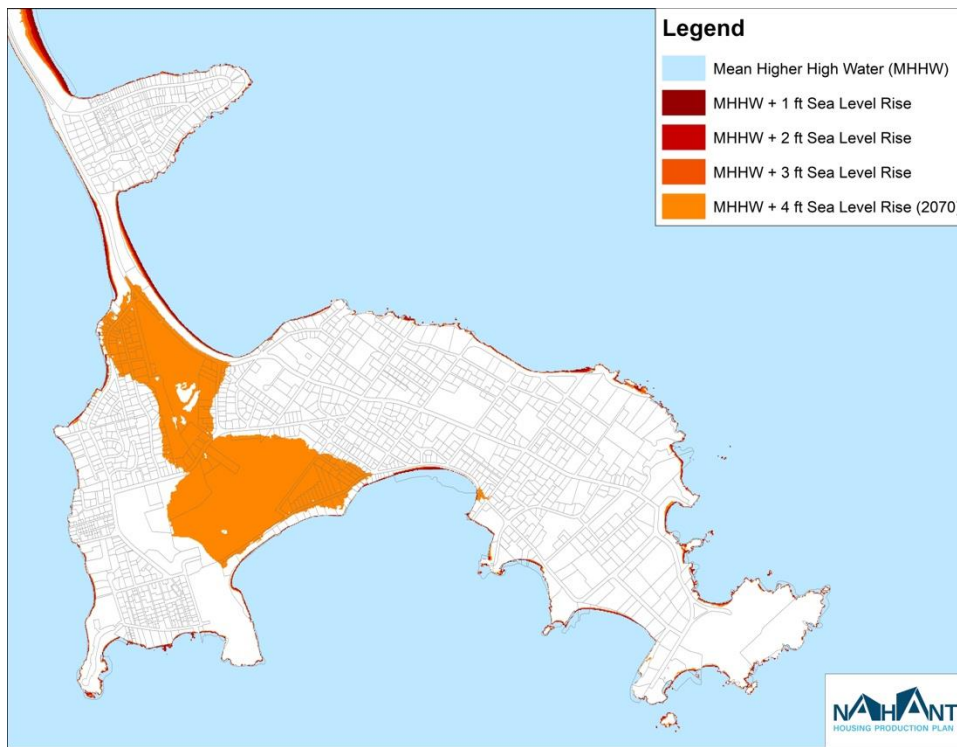 Legend
Mean Higher High Water (MHHW)
MHHW + 1 ft Sea Level Rise
MHHW + 2 ft Sea Level Rise
MHHW + 3 ft Sea Level Rise
MHHW + 4 ft Sea Level Rise (2070)
NAHANT
HOUSING PRODUCTION PLAN